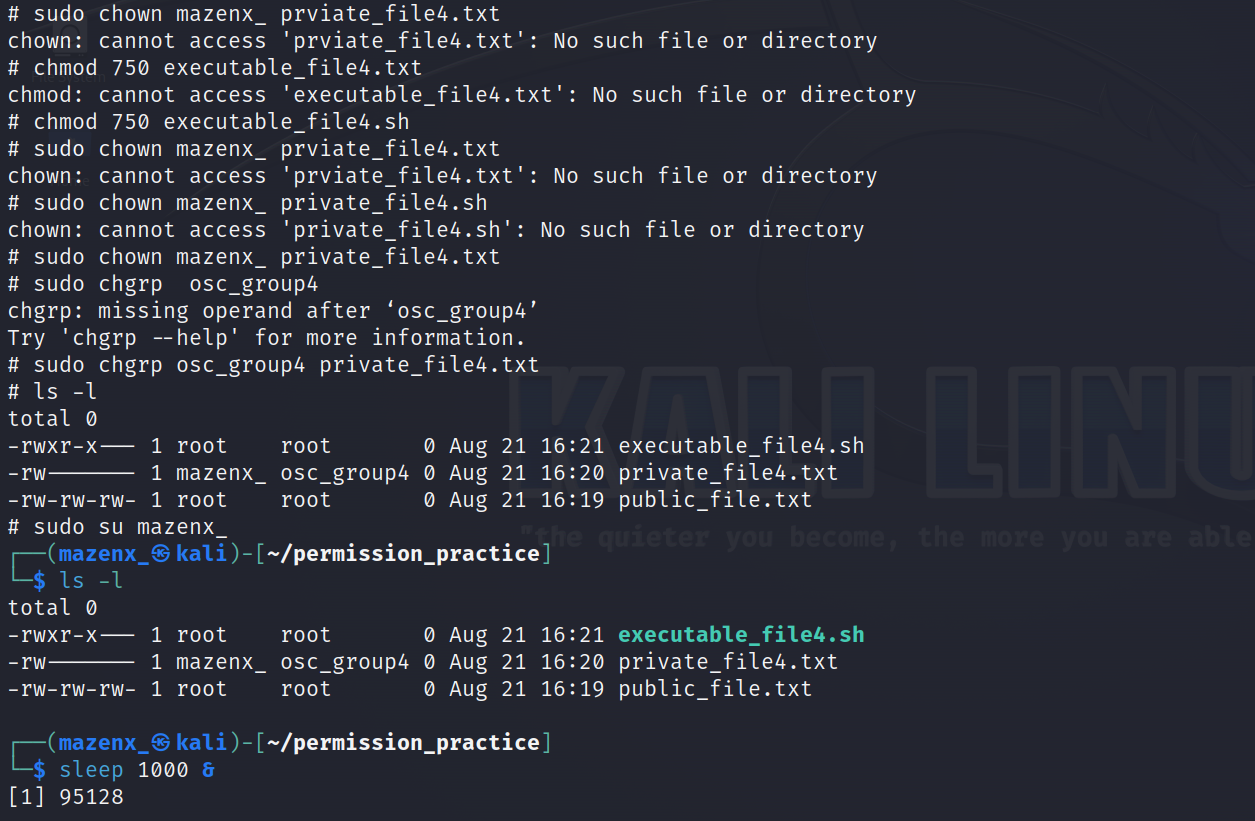 # sudo chown mazenx_ prviate_file4.txt
chown: cannot access 'prviate_file4.txt': No such file or directory
# chmod 750 executable_file4.txt
chmod: cannot access 'executable_file4.txt': No such file or directory
# chmod 750 executable_file4.sh
# sudo chown mazenx_ prviate_file4.txt
chown: cannot access 'prviate_file4.txt': No such file or directory
# sudo chown mazenx_ private_file4.sh
chown: cannot access 'private_file4.sh': No such file or directory
# sudo chown mazenx_ private_file4.txt
# sudo chgrp  osc_group4
chgrp: missing operand after ‘osc_group4’
Try 'chgrp --help' for more information.
# sudo chgrp osc_group4 private_file4.txt
# ls -l
total 0
-rwxr-x--- 1 root    root       0 Aug 21 16:21 executable_file4.sh
-rw------- 1 mazenx_ osc_group4 0 Aug 21 16:20 private_file4.txt
-rw-rw-rw- 1 root    root       0 Aug 21 16:19 public_file.txt
# sudo su mazenx_
┌──(mazenx_㉿kali)-[~/permission_practice]
└─$ ls -l
total 0
-rwxr-x--- 1 root    root       0 Aug 21 16:21 executable_file4.sh
-rw------- 1 mazenx_ osc_group4 0 Aug 21 16:20 private_file4.txt
-rw-rw-rw- 1 root    root       0 Aug 21 16:19 public_file.txt
┌──(mazenx_㉿kali)-[~/permission_practice]
└─$ sleep 1000 &
[1] 95128
KALI LINU
"the quieter you become, the more you are able